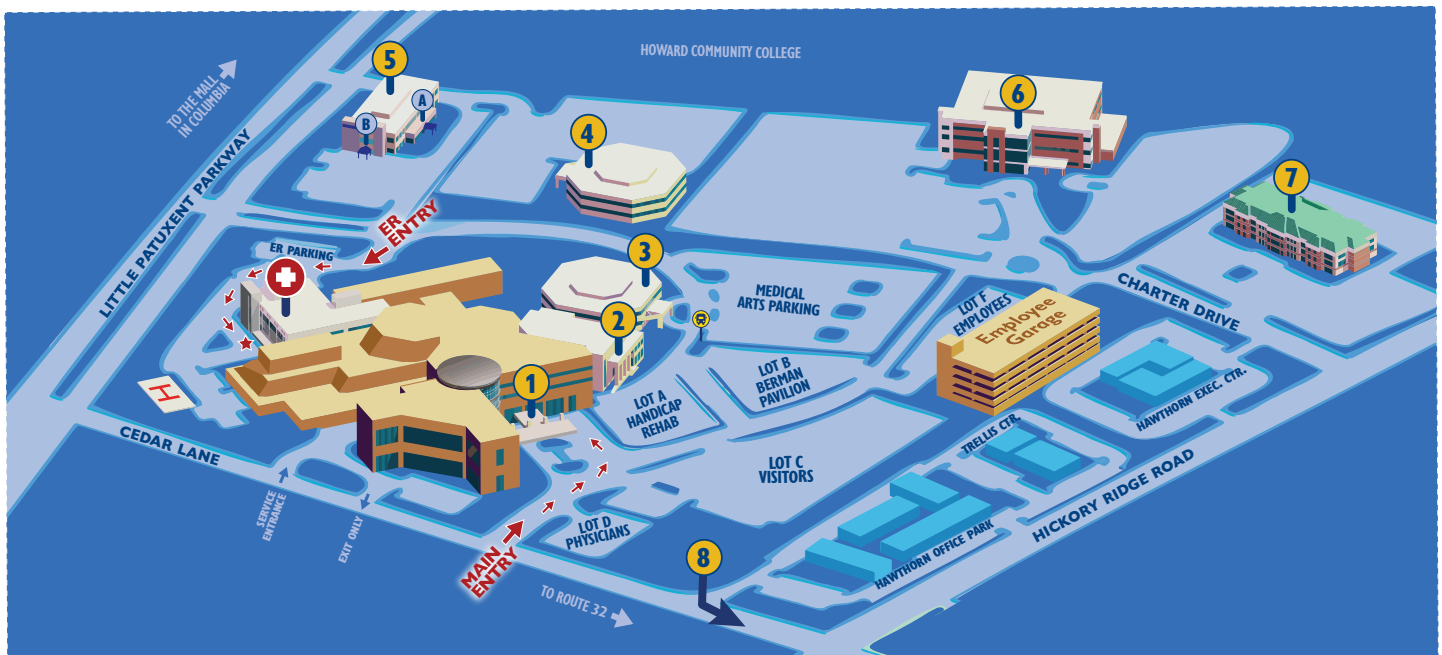 HOWARD COMMUNITY COLLEGE
5
A
B
TO THE MALL
IN COLUMBIA
4
6
7
LITTLE PATUXENT PARKWAY
ER
ENTRY
ER PARKING
3
MEDICAL
ARTS PARKING
CHARTER DRIVE
LOT F
EMPLOYEES
Employee
Garage
2
1
LOT B
BERMAN
PAVILION
LOT A
HANDICAP
REHAB
HAWTHORN EXEC. CTR.
H
CEDAR LANE
TRELLIS CTR.
LOT C
VISITORS
HICKORY RIDGE ROAD
SERVICE
ENTRANCE
EXIT ONLY
LOT D
PHYSICIANS
HAWTHORN OFFICE PARK
MAIN
ENTRY
8
TO ROUTE 32